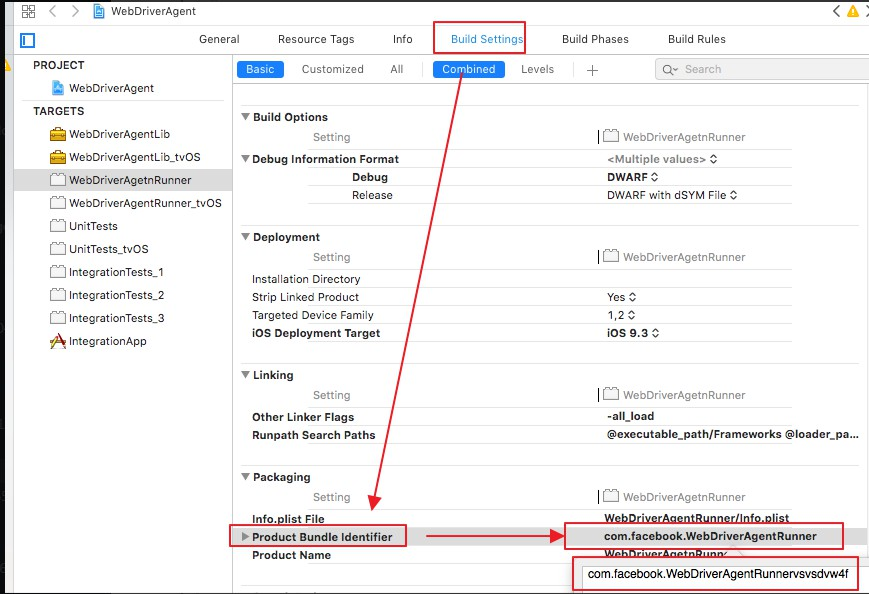 WebDriverAgent
General Resource Tags Info Build Settings Build Phases Build Rules
PROJECT
WebDriverAgent
TARGETS
WebDriverAgentLib
WebDriverAgentLib_tvOS
WebDriverAgetnRunner
WebDriverAgentRunner_tvOS
UnitTests
UnitTests_tvOS
IntegrationTests_1
IntegrationTests_2
IntegrationTests_3
IntegrationApp
Basic Customized All Combined Levels + Search
Build Options
Setting WebDriverAgetnRunner
Debug Information Format <Multiple values>
Debug DWARF
Release DWARF with dSYM File
Deployment
Setting WebDriverAgetnRunner
Installation Directory
Strip Linked Product Yes
Targeted Device Family 1,2
iOS Deployment Target iOS 9.3
Linking
Setting WebDriverAgetnRunner
Other Linker Flags -all_load
Runpath Search Paths @executable_path/Frameworks @loader_pa...
Packaging
Setting WebDriverAgetnRunner
Info.plist File WebDriverAgentRunner/Info.plist
Product Bundle Identifier com.facebook.WebDriverAgentRunner
Product Name
com.facebook.WebDriverAgentRunnervsvsdvw4f